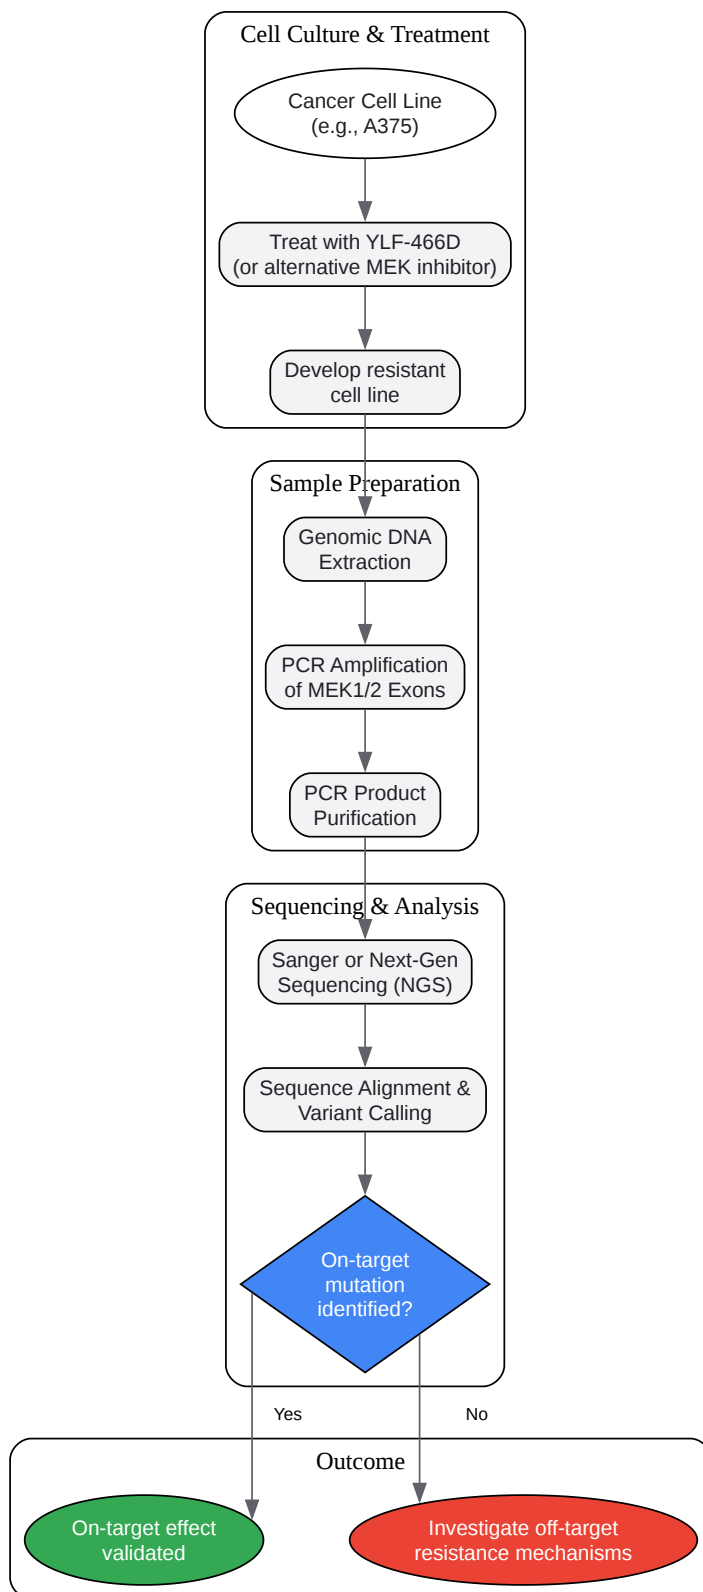 Cell Culture & Treatment
Cancer Cell Line
(e.g., A375)
Treat with YLF-466D
(or alternative MEK inhibitor)
Develop resistant
cell line
Sample Preparation
Genomic DNA
Extraction
PCR Amplification
of MEK1/2 Exons
PCR Product
Purification
Sequencing & Analysis
Sanger or Next-Gen
Sequencing (NGS)
Sequence Alignment &
Variant Calling
On-target
mutation
identified?
Yes
No
Outcome
On-target effect
validated
Investigate off-target
resistance mechanisms